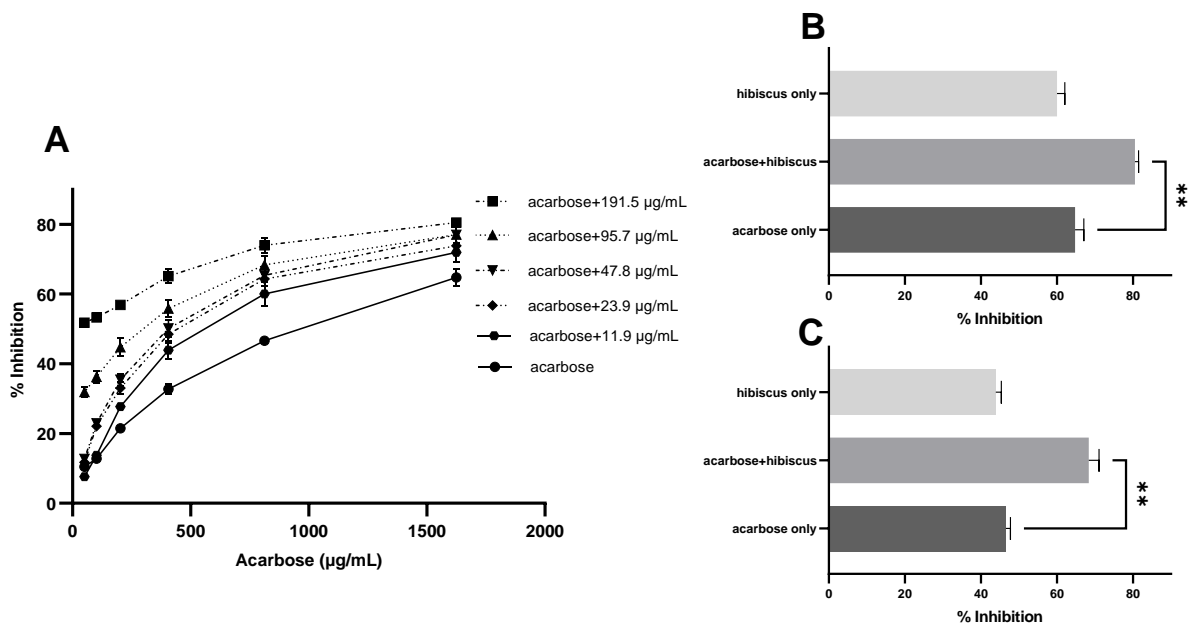 A
80
60
40
20
0
% Inhibition
0
500
1000
1500
2000
Acarbose (µg/mL)
acarbose+191.5 µg/mL
acarbose+95.7 µg/mL
acarbose+47.8 µg/mL
acarbose+23.9 µg/mL
acarbose+11.9 µg/mL
acarbose
B
hibiscus only
acarbose+hibiscus
acarbose only
**
0
20
40
60
80
% Inhibition
C
hibiscus only
acarbose+hibiscus
acarbose only
**
0
20
40
60
80
% Inhibition